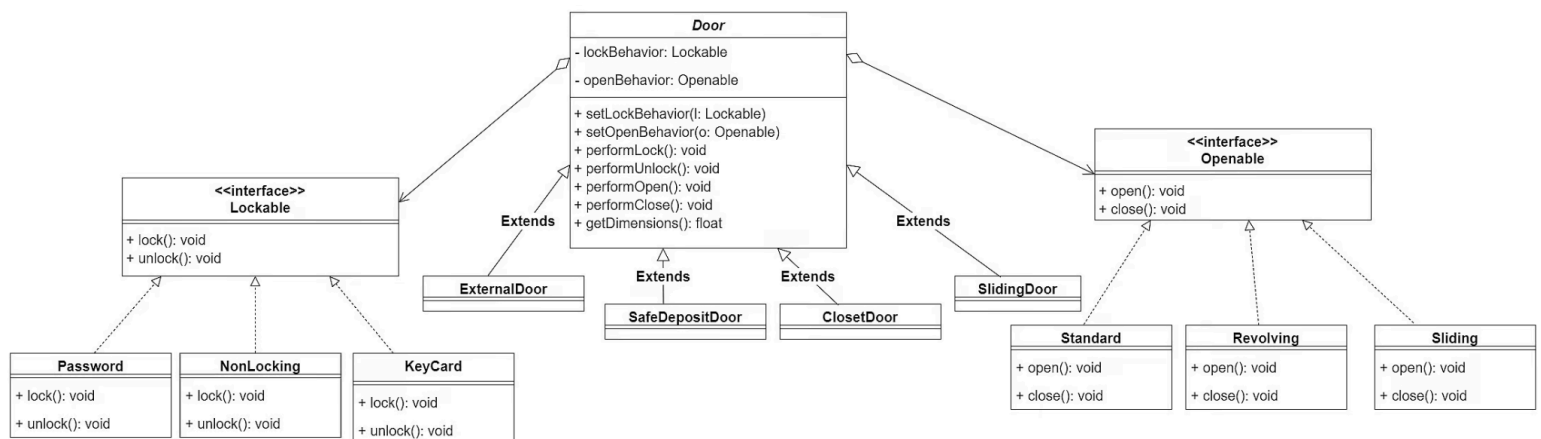 Door
- lockBehavior: Lockable
- openBehavior: Openable
+ setLockBehavior(l: Lockable)
+ setOpenBehavior(o: Openable)
+ performLock(): void
+ performUnlock(): void
+ performOpen(): void
+ performClose(): void
+ getDimensions(): float
<<interface>>
Lockable
+ lock(): void
+ unlock(): void
<<interface>>
Openable
+ open(): void
+ close(): void
Extends
Extends
Extends
Extends
ExternalDoor
SafeDepositDoor
ClosetDoor
SlidingDoor
Password
+ lock(): void
+ unlock(): void
NonLocking
+ lock(): void
+ unlock(): void
KeyCard
+ lock(): void
+ unlock(): void
Standard
+ open(): void
+ close(): void
Revolving
+ open(): void
+ close(): void
Sliding
+ open(): void
+ close(): void